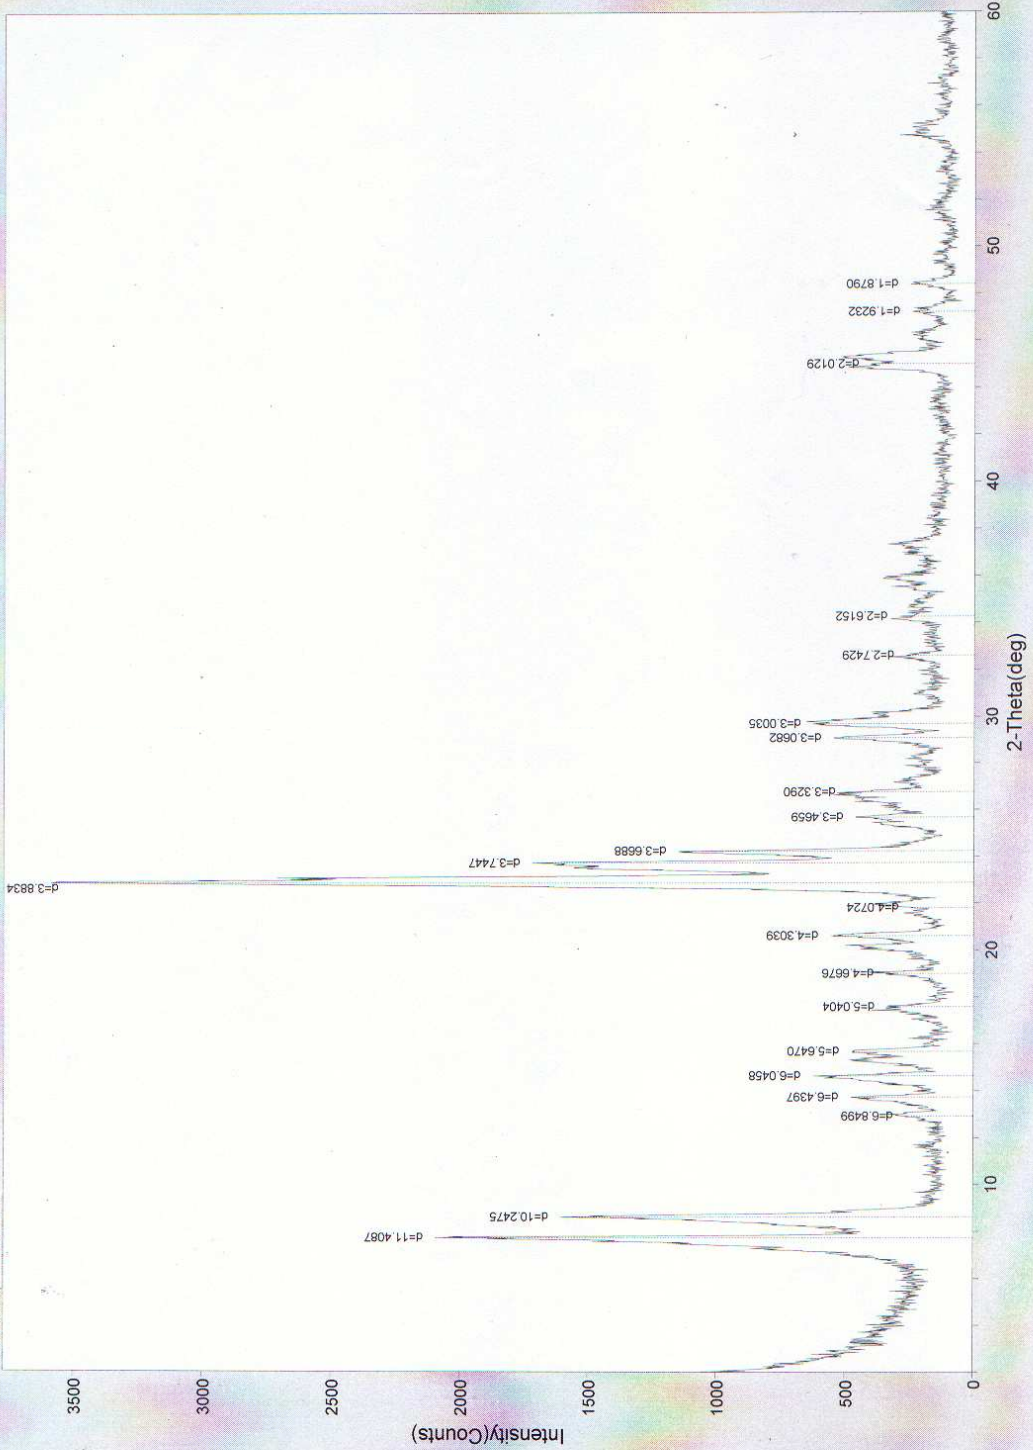 Intensity(Counts)
3500
3000
2500
2000
1500
1000
500
0
d=11.4087
d=10.2475
d=6.8499
d=6.4397
d=6.0458
d=5.6470
d=5.0404
d=4.6676
d=4.3039
d=4.0724
d=3.8834
d=3.7447
d=3.6688
d=3.4659
d=3.3290
d=3.0682
d=3.0035
d=2.7429
d=2.6152
d=2.0129
d=1.9232
d=1.8790
10
20
30
40
50
60
2-Theta(deg)